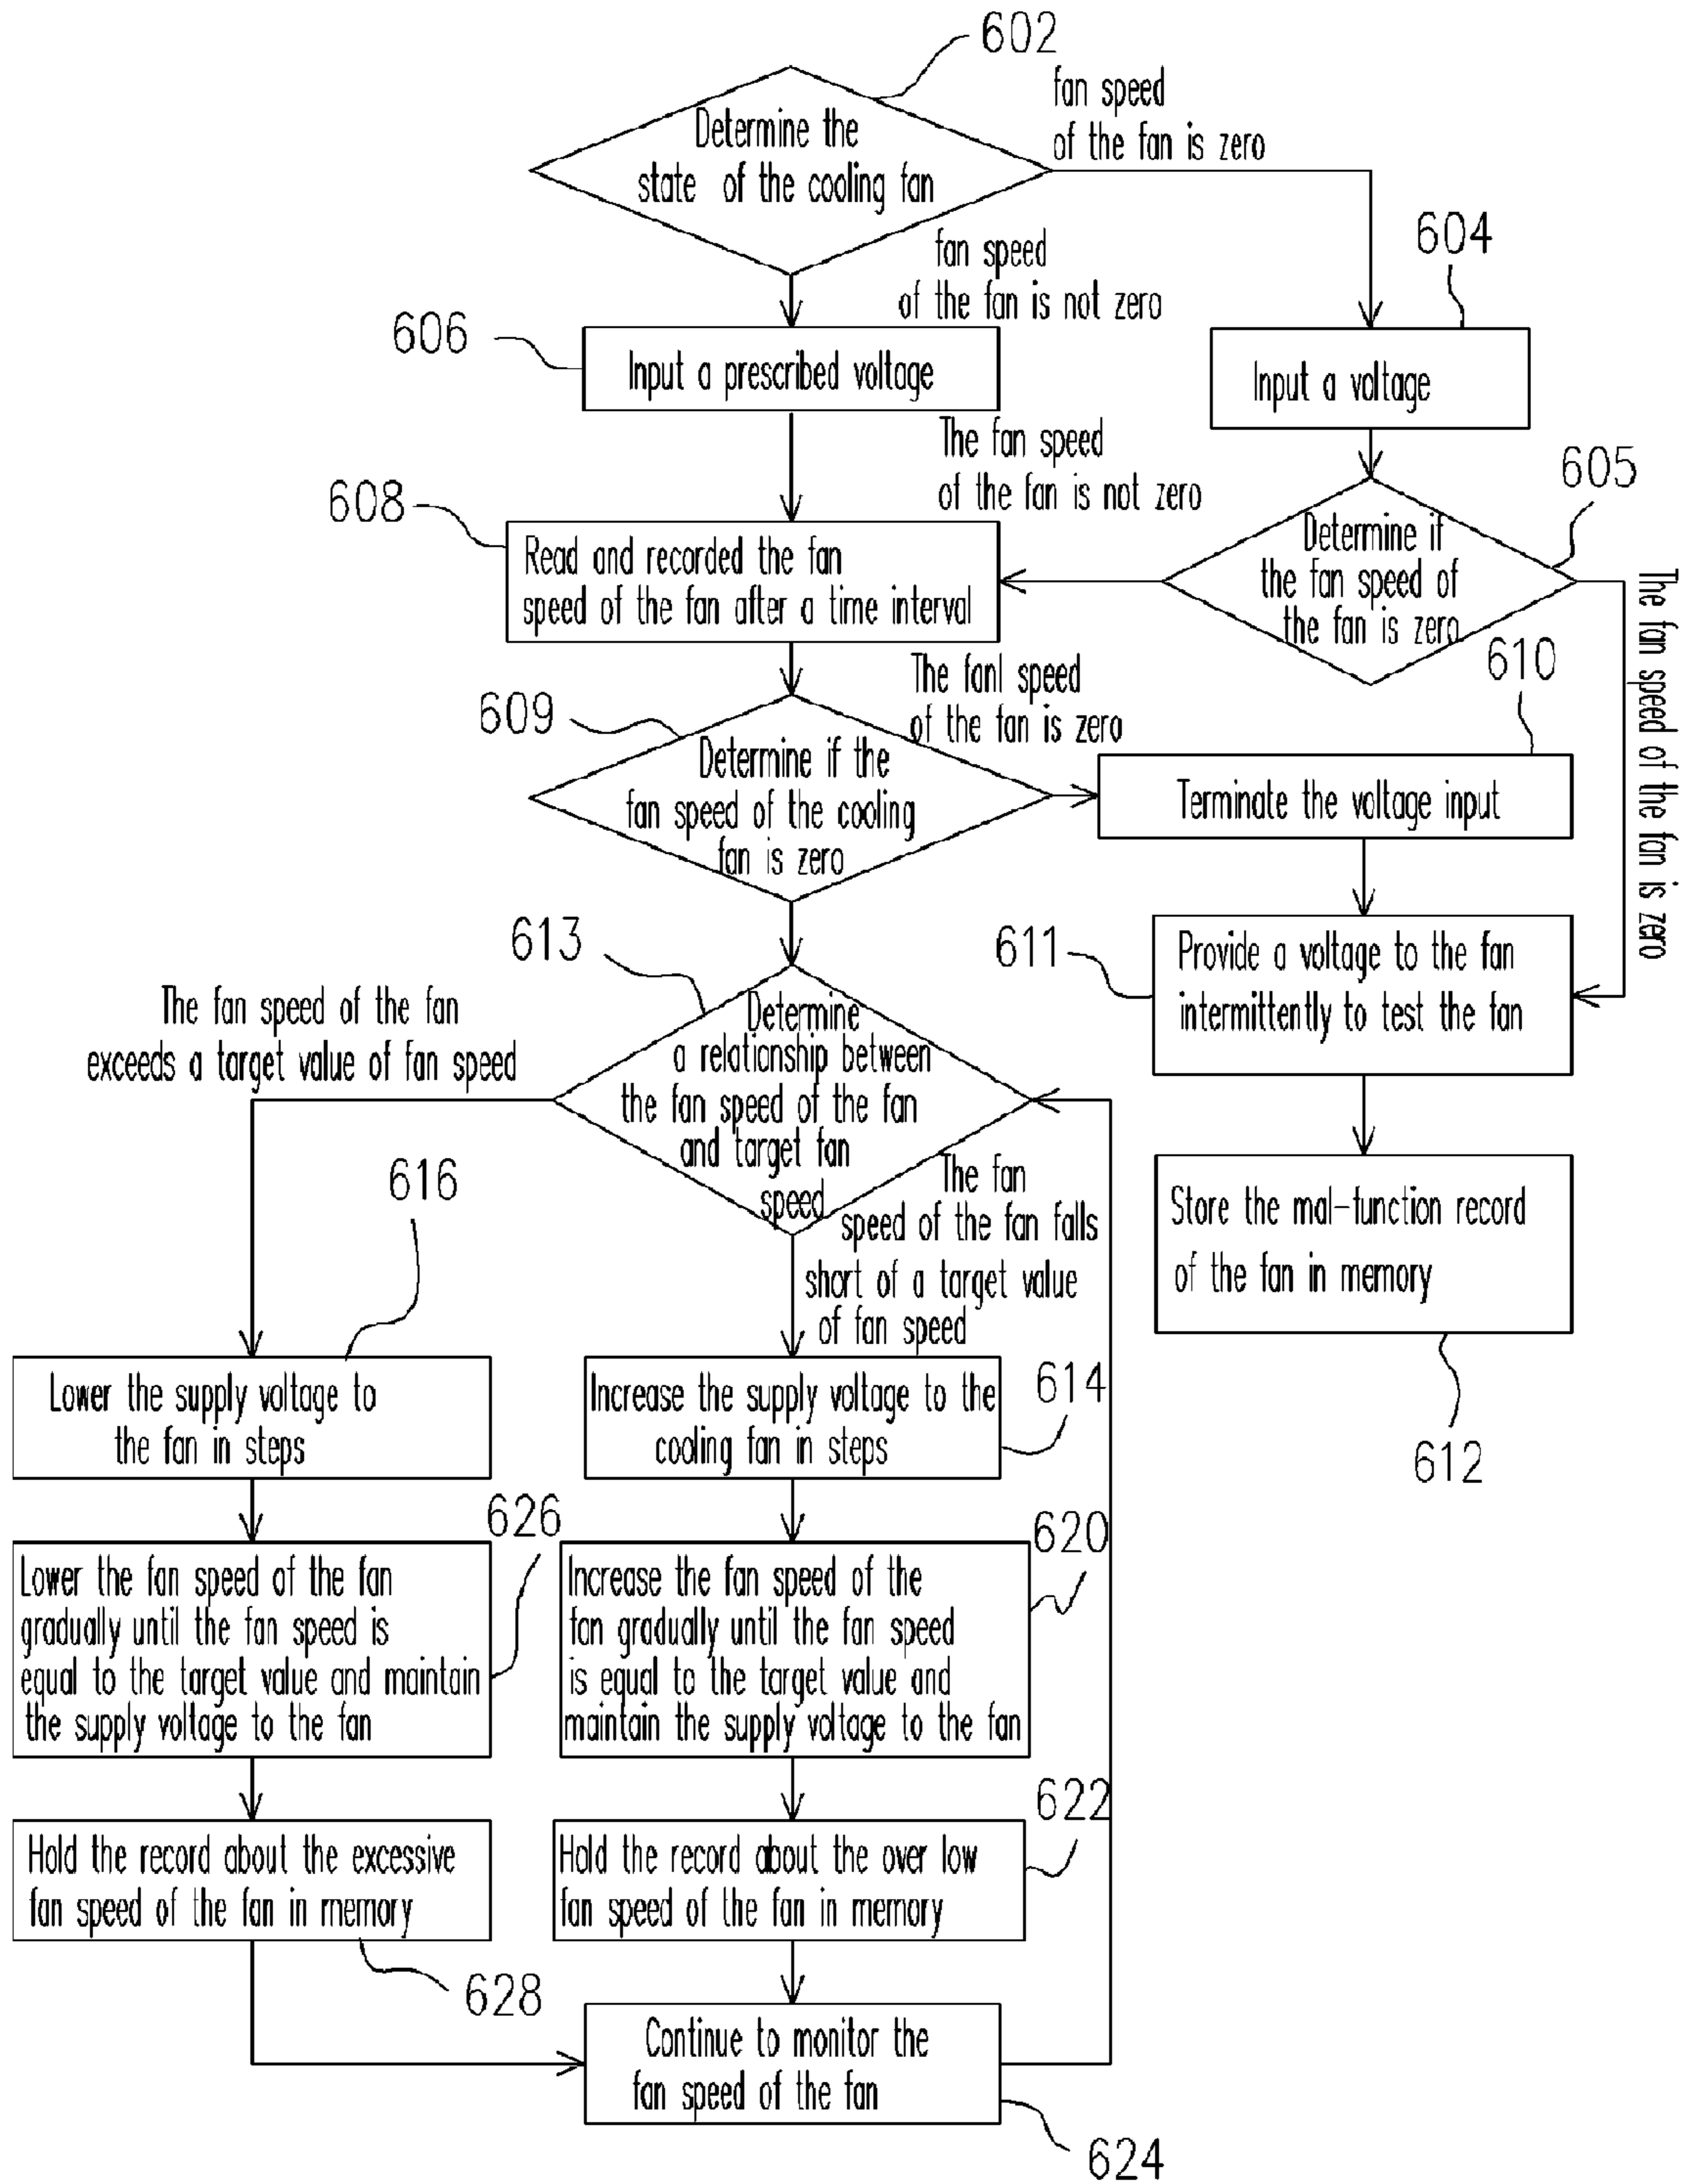 602
Determine the
state of the cooling fan
fan speed
of the fan is zero
fan speed
of the fan is not zero
604
606
Input a prescribed voltage
Input a voltage
The fan speed
of the fan is not zero
605
608
Read and recorded the fan
speed of the fan after a time interval
Determine if
the fan speed of
the fan is zero
The fan speed of the fan is zero
610
The fanl speed
of the fan is zero
609
Determine if the
fan speed of the cooling
fan is zero
Terminate the voltage input
613
611
Provide a voltage to the fan
intermittently to test the fan
The fan speed of the fan
exceeds a target value of fan speed
Determine
a relationship between
the fan speed of the fan
and target fan
speed
616
The fan
speed of the fan falls
short of a target value
of fan speed
Store the mal-function record
of the fan in memory
612
Lower the supply voltage to
the fan in steps
Increase the supply voltage to the
cooling fan in steps
614
626
620
Lower the fan speed of the fan
gradually until the fan speed is
equal to the target value and maintain
the supply voltage to the fan
Increase the fan speed of the
fan gradually until the fan speed
is equal to the target value and
maintain the supply voltage to the fan
622
Hold the record about the excessive
fan speed of the fan in memory
Hold the record about the over low
fan speed of the fan in memory
628
Continue to monitor the
fan speed of the fan
624